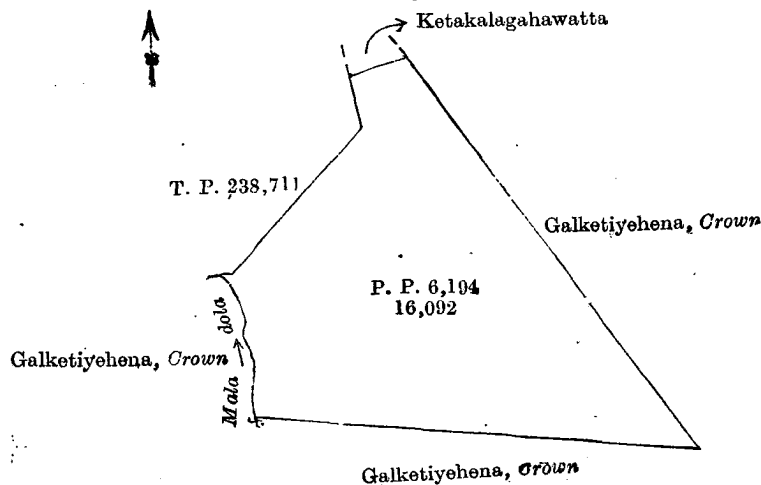 Ketakalagahawatta
T. P. 238,711
Galketiyehena, Crown
P. P. 6,194
16,092
dola
Galketiyehena, Crown
Mala
Galketiyehena, Crown